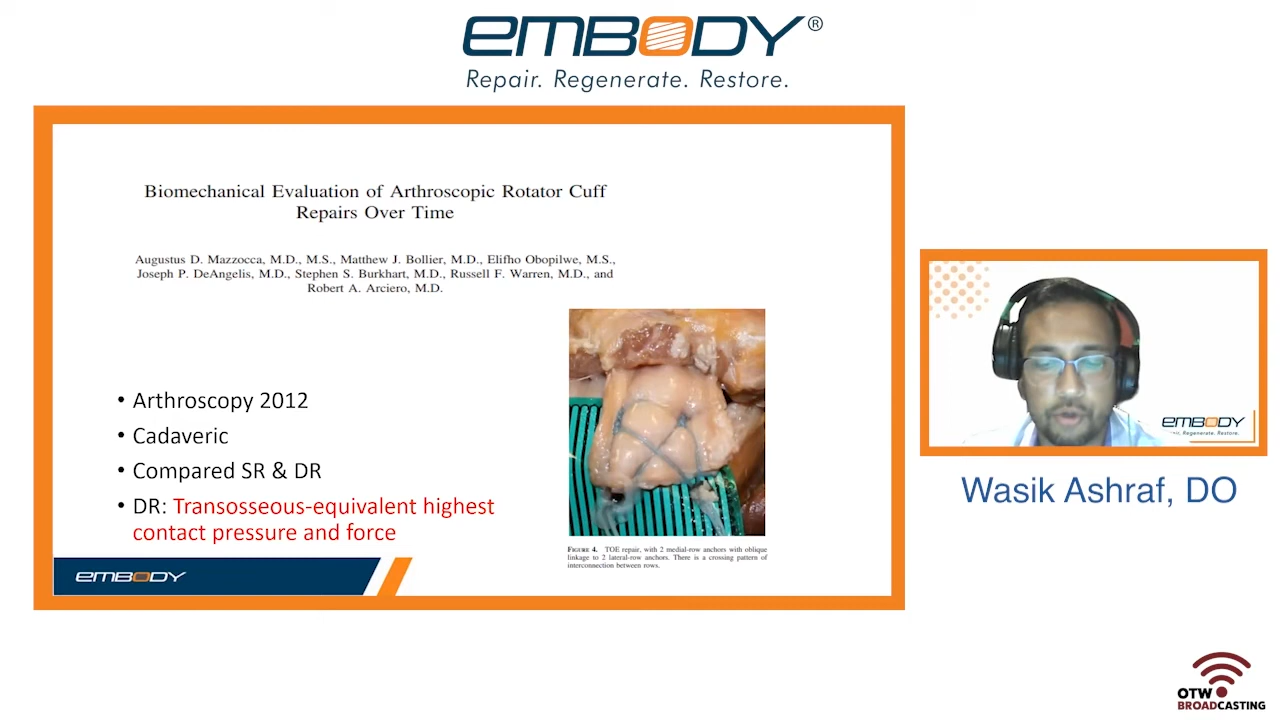 EMBODY®
Repair. Regenerate. Restore.
Biomechanical Evaluation of Arthroscopic Rotator Cuff
Repairs Over Time
Augustus D. Mazzocca, M.D., M.S., Matthew J. Bollier, M.D., Elifho Obopilwe, M.S.,
Joseph P. DeAngelis, M.D., Stephen S. Burkhart, M.D., Russell F. Warren, M.D., and
Robert A. Arciero, M.D.
• Arthroscopy 2012
• Cadaveric
• Compared SR & DR
• DR: Transosseous-equivalent highest
contact pressure and force
FIGURE 4. TOE repair, with 2 medial-row anchors with oblique
linkage to 2 lateral-row anchors. There is a crossing pattern of
interconnection between rows.
EMBODY
EMBODY
Regenerate. Restore.
Wasik Ashraf, DO
OTW
BROADCASTING